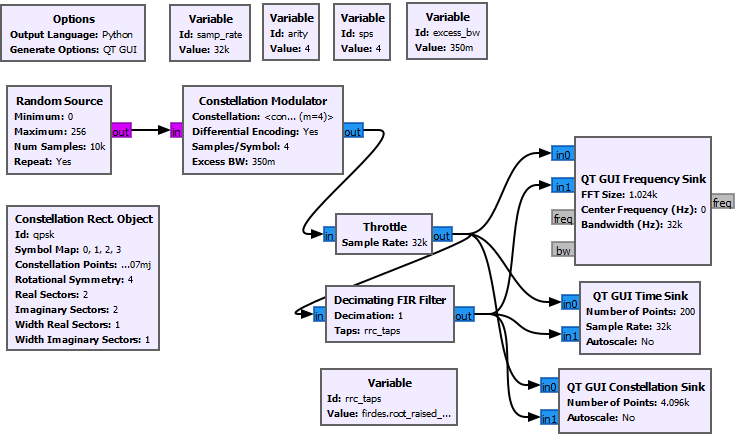 Options
Output Language: Python
Generate Options: QT GUI
Variable
Id: samp_rate
Value: 32k
Variable
Id: arity
Value: 4
Variable
Id: sps
Value: 4
Variable
Id: excess_bw
Value: 350m
Random Source
Minimum: 0
Maximum: 256
Num Samples: 10k
Repeat: Yes
out
in
Constellation Modulator
Constellation: <con... (m=4)>
Differential Encoding: Yes
Samples/Symbol: 4
Excess BW: 350m
out
in0
in1
freq
bw
QT GUI Frequency Sink
FFT Size: 1.024k
Center Frequency (Hz): 0
Bandwidth (Hz): 32k
freq
Constellation Rect. Object
Id: qpsk
Symbol Map: 0, 1, 2, 3
Constellation Points: ...07mj
Rotational Symmetry: 4
Real Sectors: 2
Imaginary Sectors: 2
Width Real Sectors: 1
Width Imaginary Sectors: 1
in
Throttle
Sample Rate: 32k
out
in
Decimating FIR Filter
Decimation: 1
Taps: rrc_taps
out
in0
in1
QT GUI Time Sink
Number of Points: 200
Sample Rate: 32k
Autoscale: No
Variable
Id: rrc_taps
Value: firdes.root_raised_...
in0
in1
QT GUI Constellation Sink
Number of Points: 4.096k
Autoscale: No